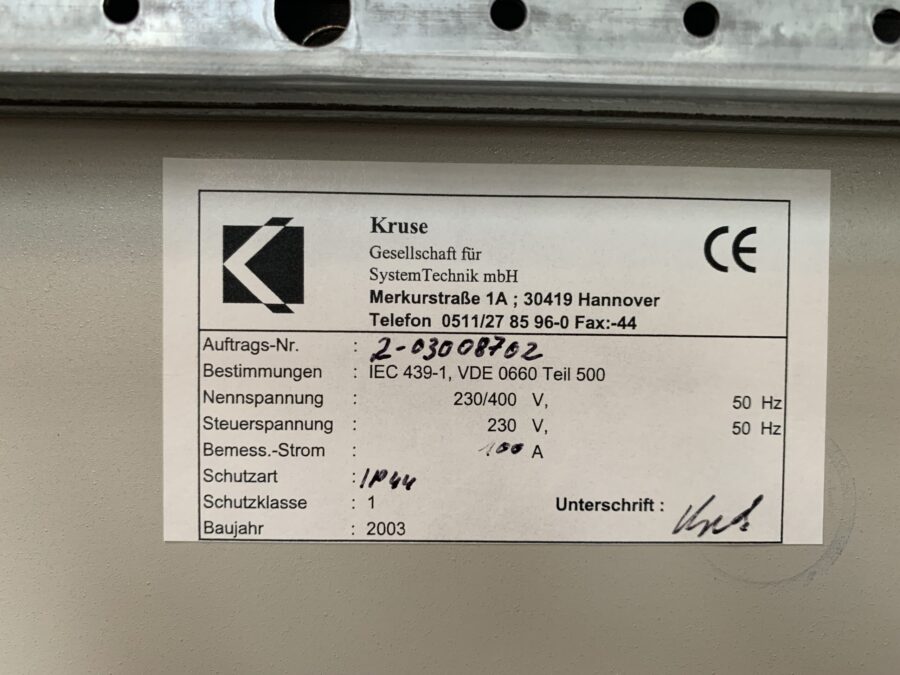 Kruse
Gesellschaft für
SystemTechnik mbH
Merkurstraße 1A ; 30419 Hannover
Telefon 0511/27 85 96-0 Fax:-44
CE
Auftrags-Nr. : 2-03008702
Bestimmungen : IEC 439-1, VDE 0660 Teil 500
Nennspannung : 230/400 V, 50 Hz
Steuerspannung : 230 V, 50 Hz
Bemess.-Strom : 100 A
Schutzart : IP44
Schutzklasse : 1
Unterschrift :
Baujahr : 2003